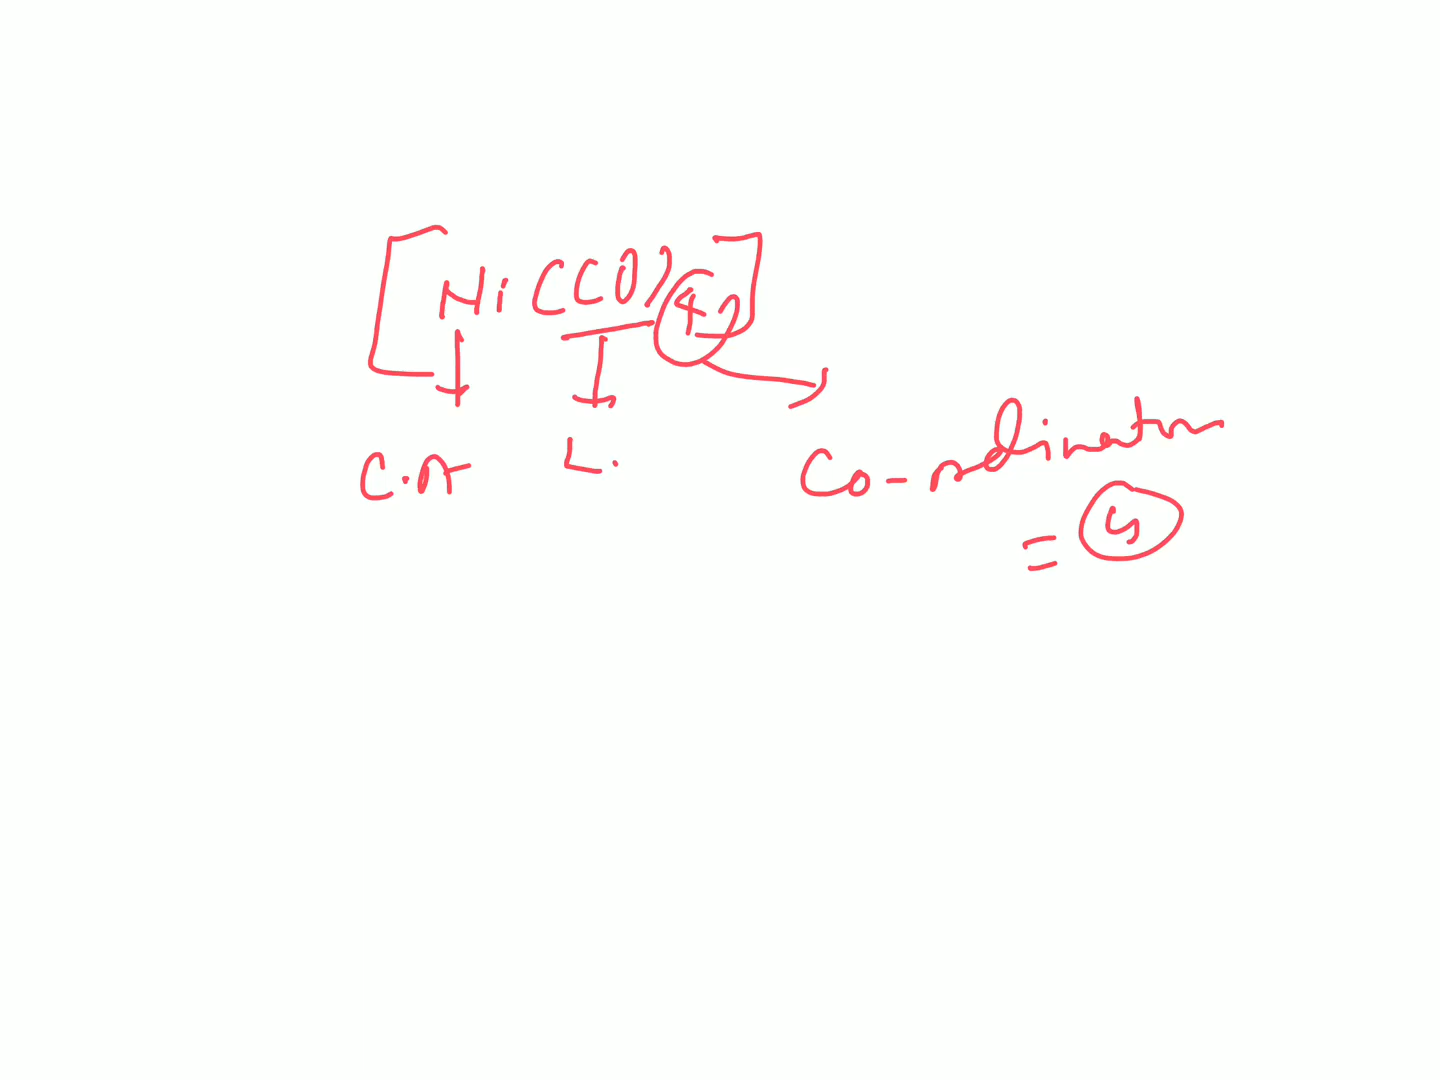 [Ni(CO)4]
C.A L.
Co-ordination
= 4